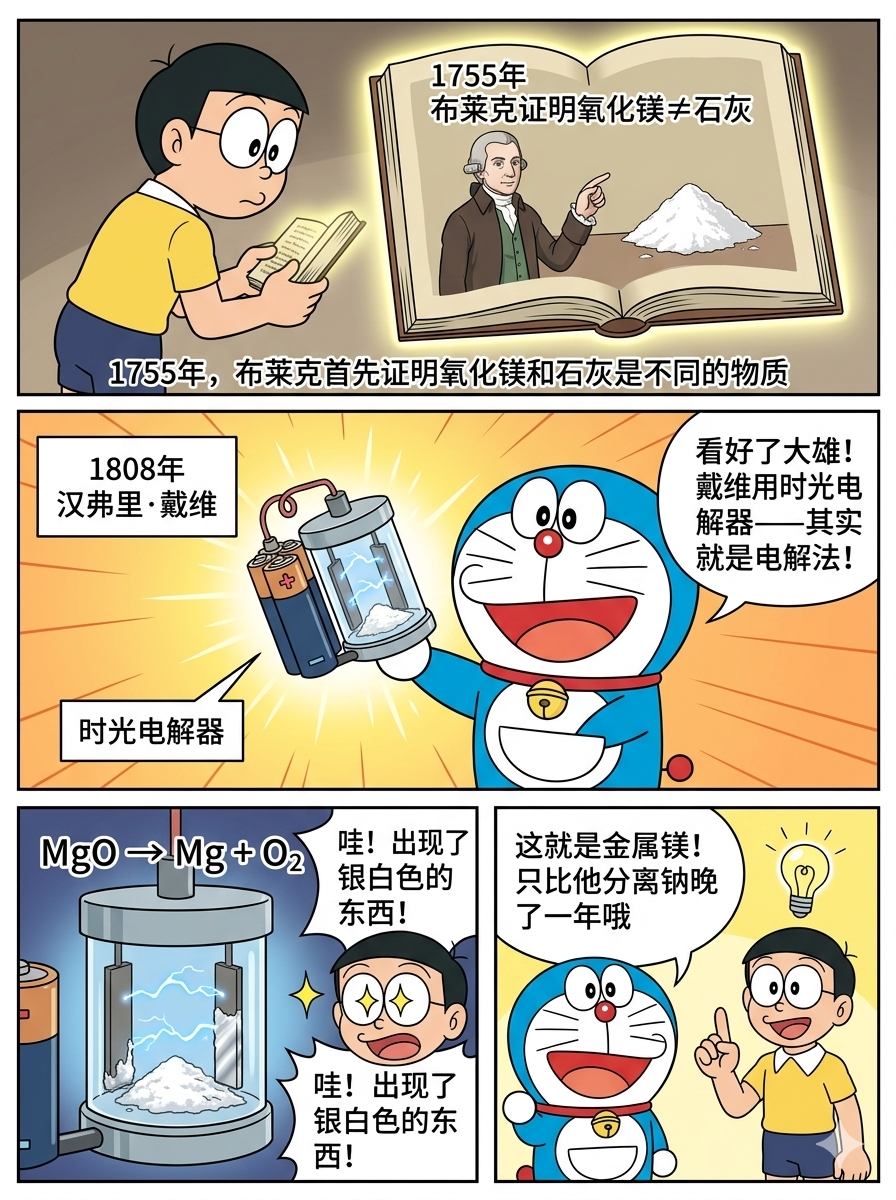 1755年
布莱克证明氧化镁≠石灰
1755年，布莱克首先证明氧化镁和石灰是不同的物质
1808年
汉弗里·戴维
看好了大雄！
戴维用时光电
解器——其实
就是电解法！
时光电解器
MgO → Mg + O₂
哇！出现了
银白色的
东西！
哇！出现了
银白色的东
西！
这就是金属镁！
只比他分离钠晚
了一年哦